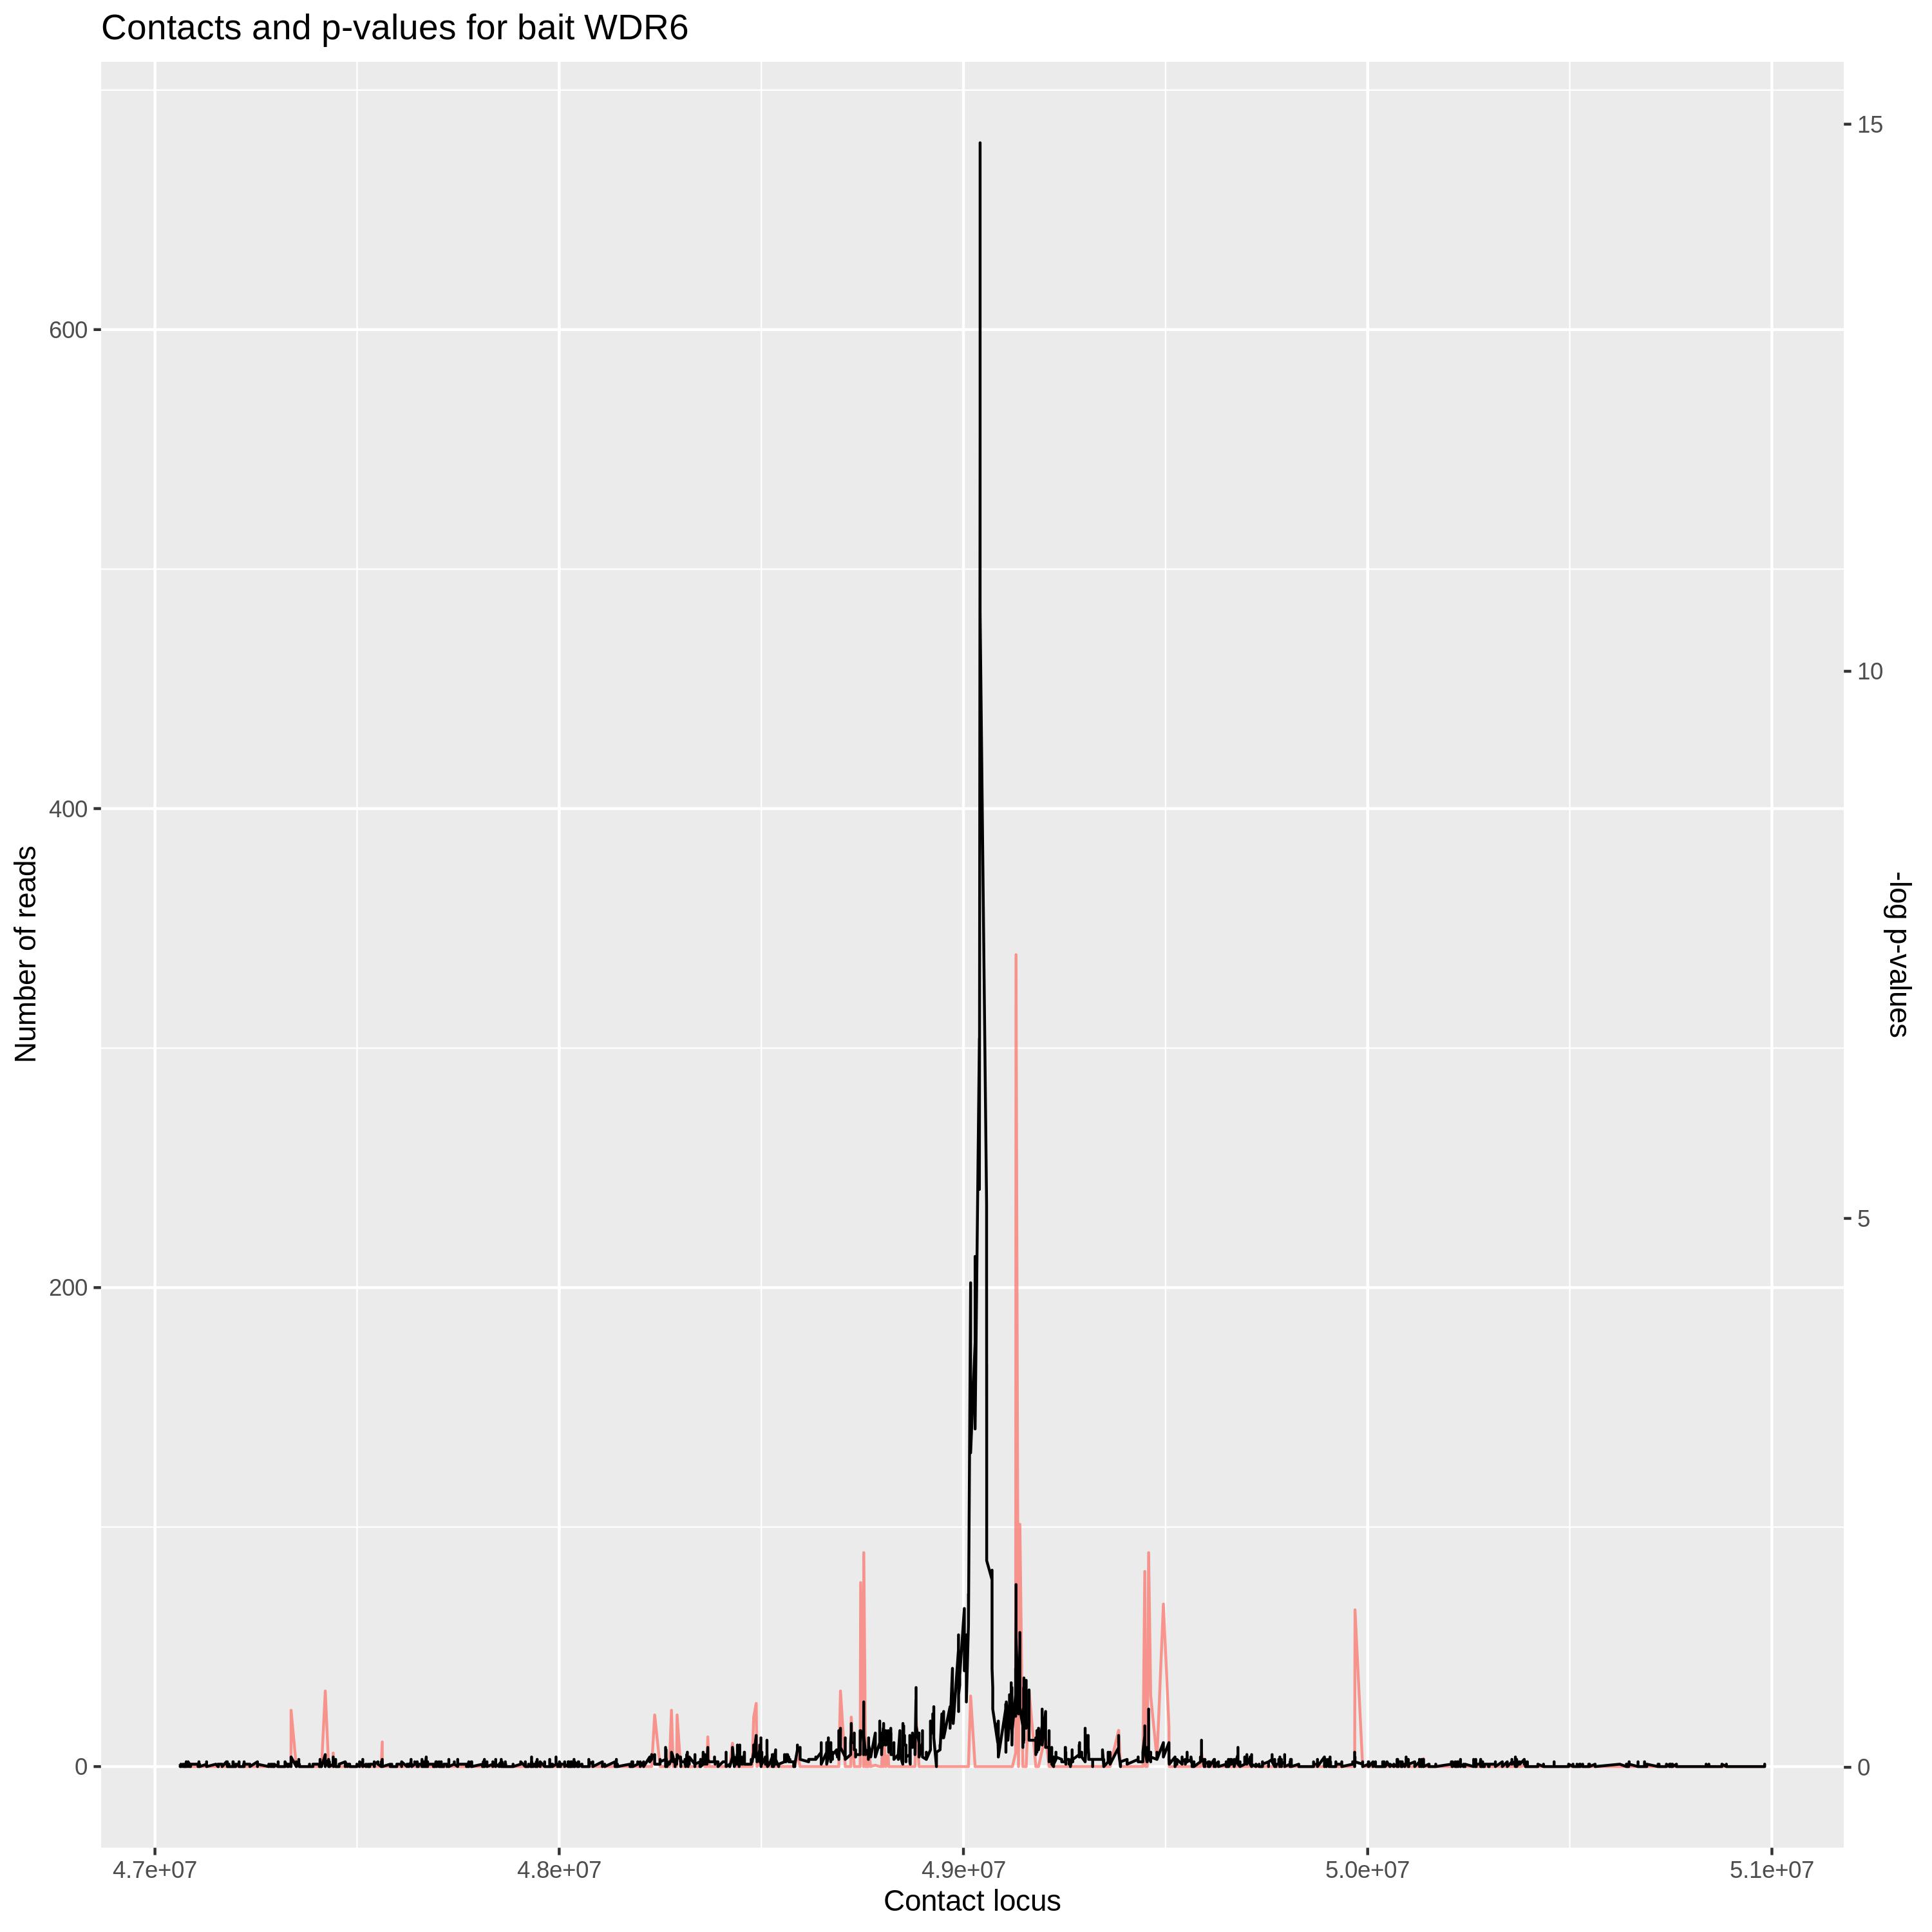 Contacts and p-values for bait WDR6
Number of reads
600
400
200
0
15
10
5
0
-log p-values
4.7e+07
4.8e+07
4.9e+07
5.0e+07
5.1e+07
Contact locus